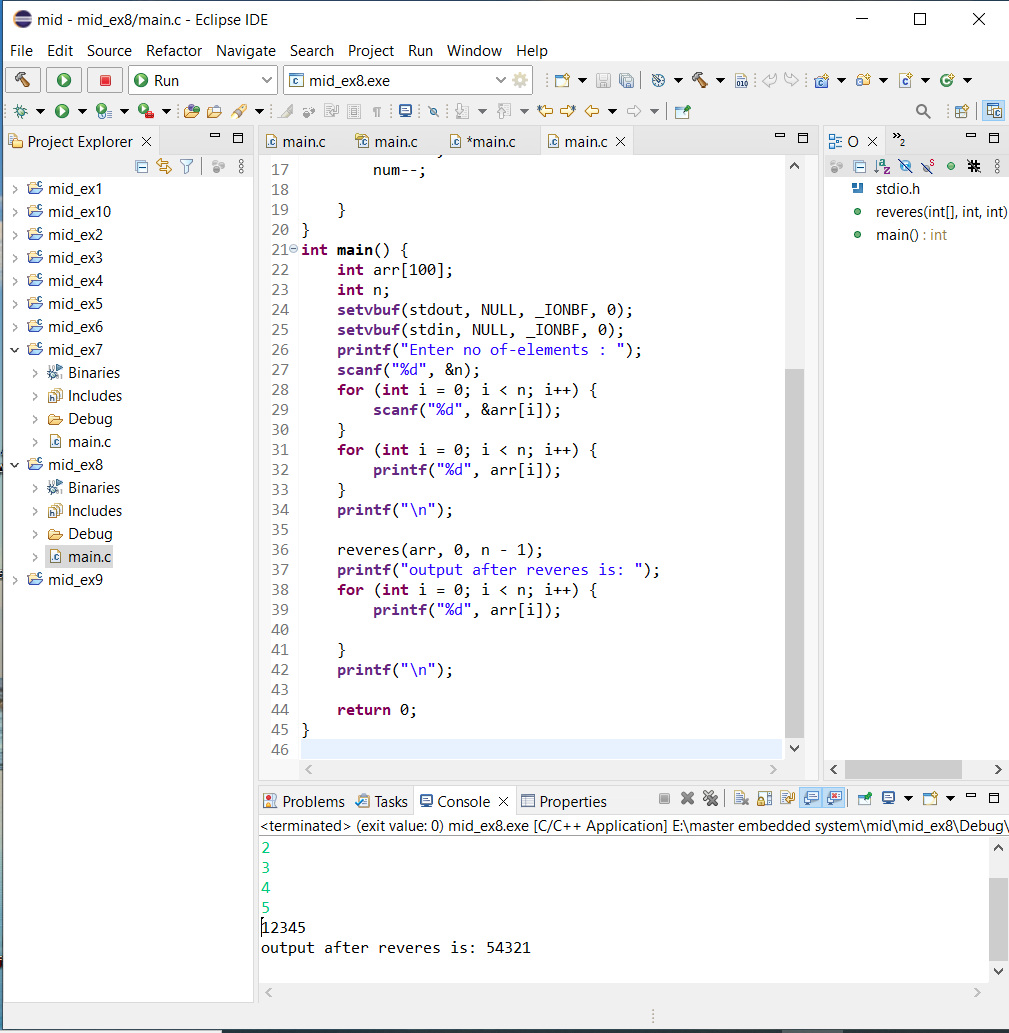 mid - mid_ex8/main.c - Eclipse IDE
File Edit Source Refactor Navigate Search Project Run Window Help
Run mid_ex8.exe
Project Explorer
mid_ex1
mid_ex10
mid_ex2
mid_ex3
mid_ex4
mid_ex5
mid_ex6
mid_ex7
Binaries
Includes
Debug
main.c
mid_ex8
Binaries
Includes
Debug
main.c
mid_ex9
main.c main.c *main.c main.c
17 num--;
18
19 }
20 }
21 int main() {
22 int arr[100];
23 int n;
24 setvbuf(stdout, NULL, _IONBF, 0);
25 setvbuf(stdin, NULL, _IONBF, 0);
26 printf("Enter no of-elements : ");
27 scanf("%d", &n);
28 for (int i = 0; i < n; i++) {
29 scanf("%d", &arr[i]);
30 }
31 for (int i = 0; i < n; i++) {
32 printf("%d", arr[i]);
33 }
34 printf("\n");
35
36 reveres(arr, 0, n - 1);
37 printf("output after reveres is: ");
38 for (int i = 0; i < n; i++) {
39 printf("%d", arr[i]);
40
41 }
42 printf("\n");
43
44 return 0;
45 }
46
O
2
stdio.h
reveres(int[], int, int)
main() : int
Problems Tasks Console Properties
<terminated> (exit value: 0) mid_ex8.exe [C/C++ Application] E:\master embedded system\mid\mid_ex8\Debug\
2
3
4
5
12345
output after reveres is: 54321